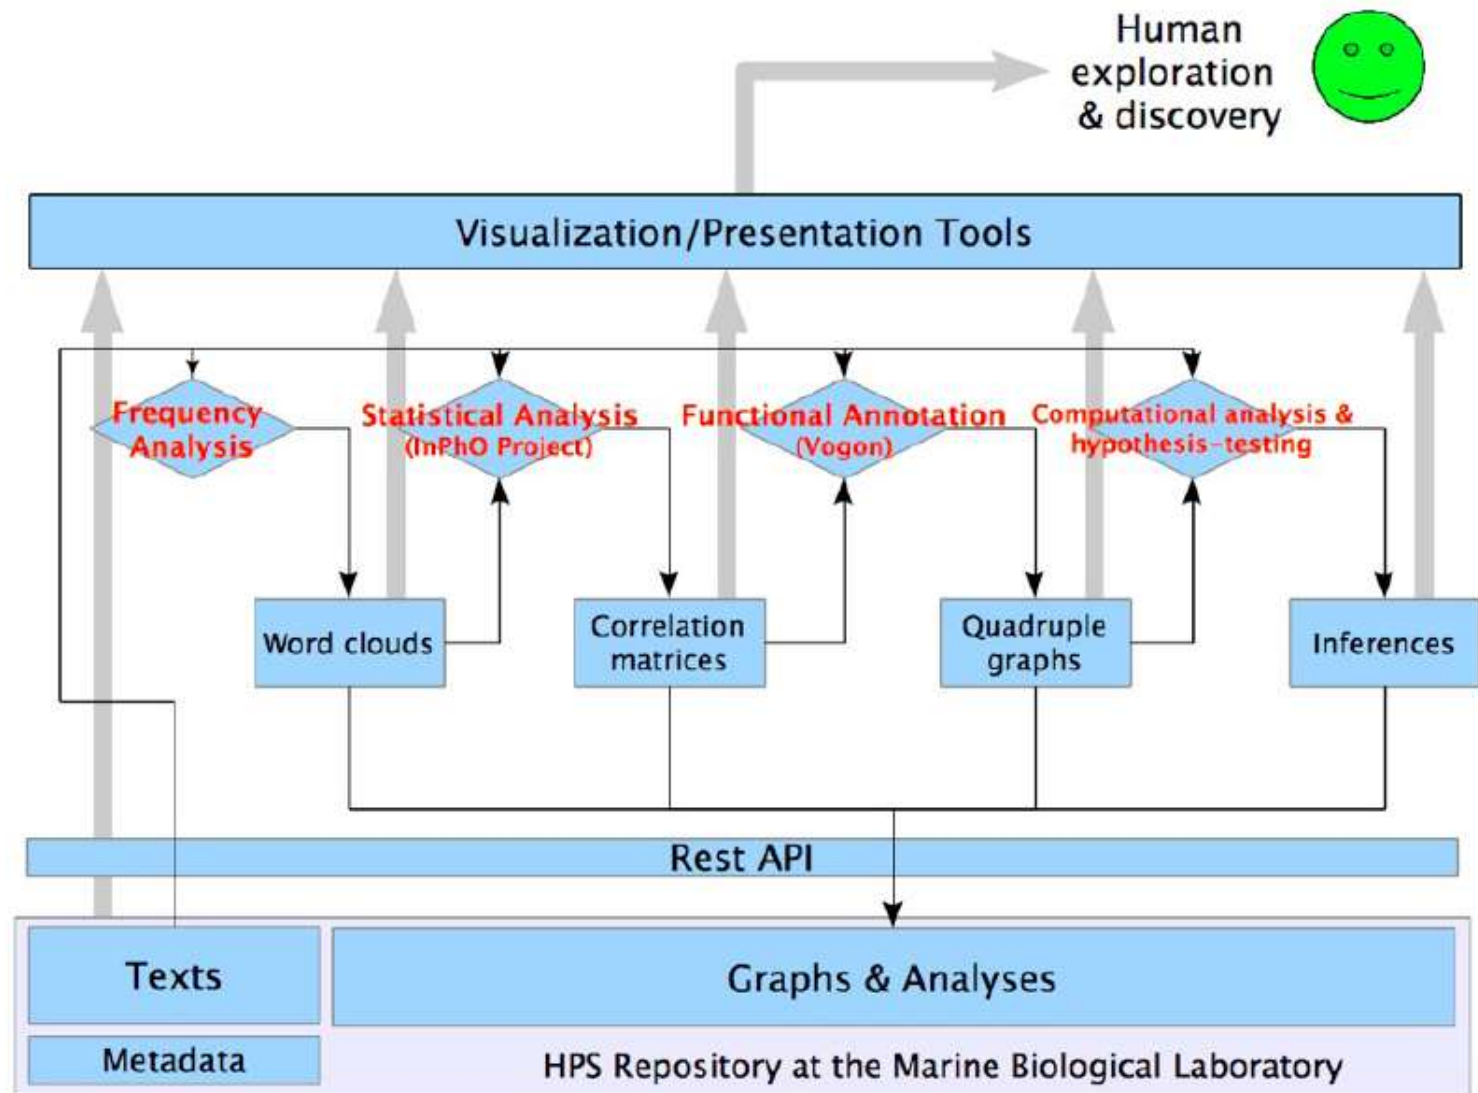 Human
exploration
& discovery
Visualization/Presentation Tools
Frequency
Analysis
Statistical Analysis
(InPhO Project)
Functional Annotation
(Vogon)
Computational analysis &
hypothesis-testing
Word clouds
Correlation
matrices
Quadruple
graphs
Inferences
Rest API
Texts
Graphs & Analyses
Metadata
HPS Repository at the Marine Biological Laboratory